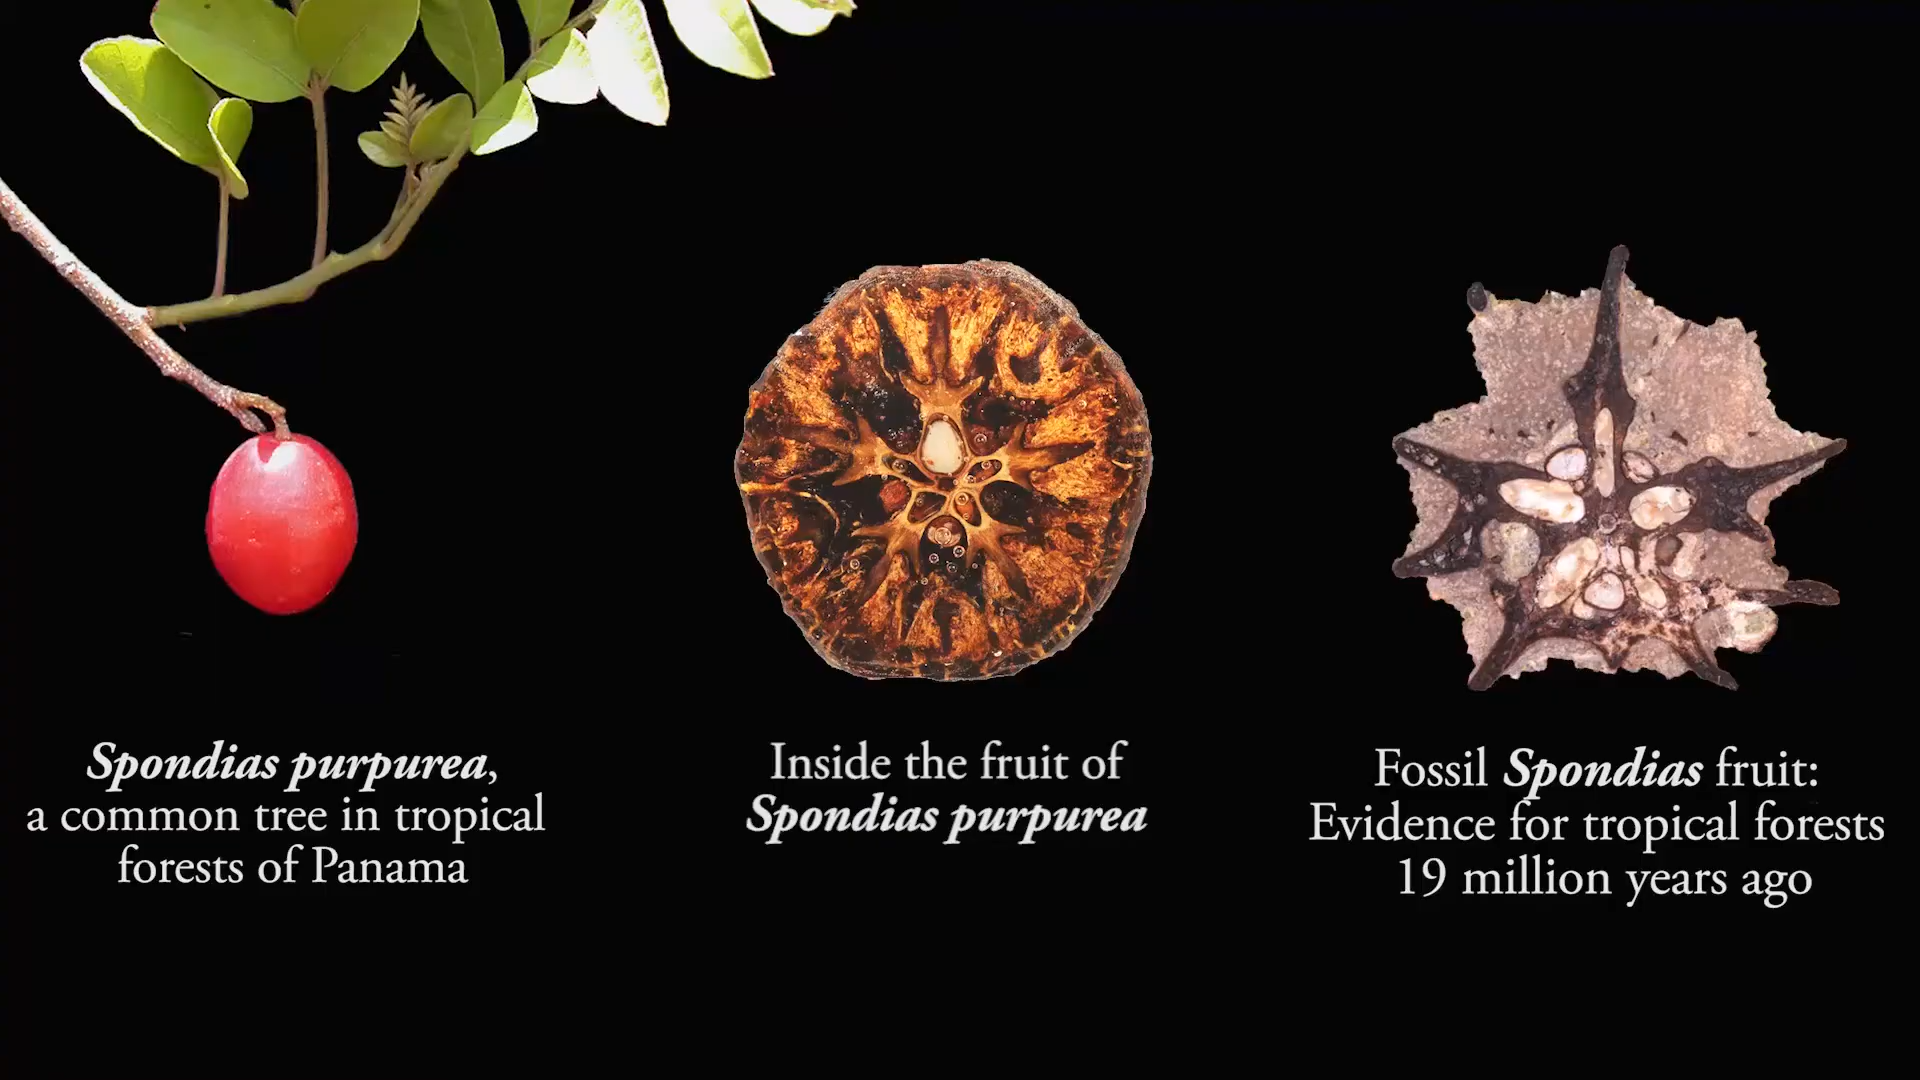 Spondias purpurea,
a common tree in tropical
forests of Panama
Inside the fruit of
Spondias purpurea
Fossil Spondias fruit:
Evidence for tropical forests
19 million years ago